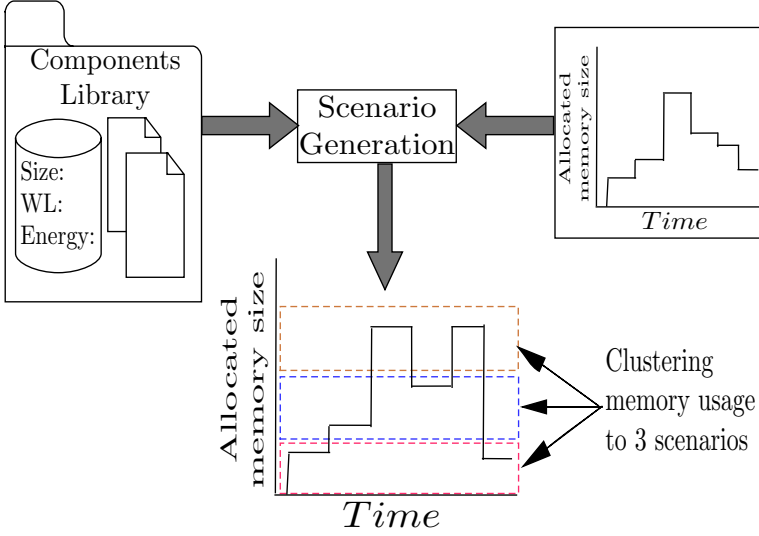 Components
Library
Size:
WL:
Energy:
Scenario
Generation
Allocated
memory size
Time
Allocated
memory size
Time
Clustering
memory usage
to 3 scenarios